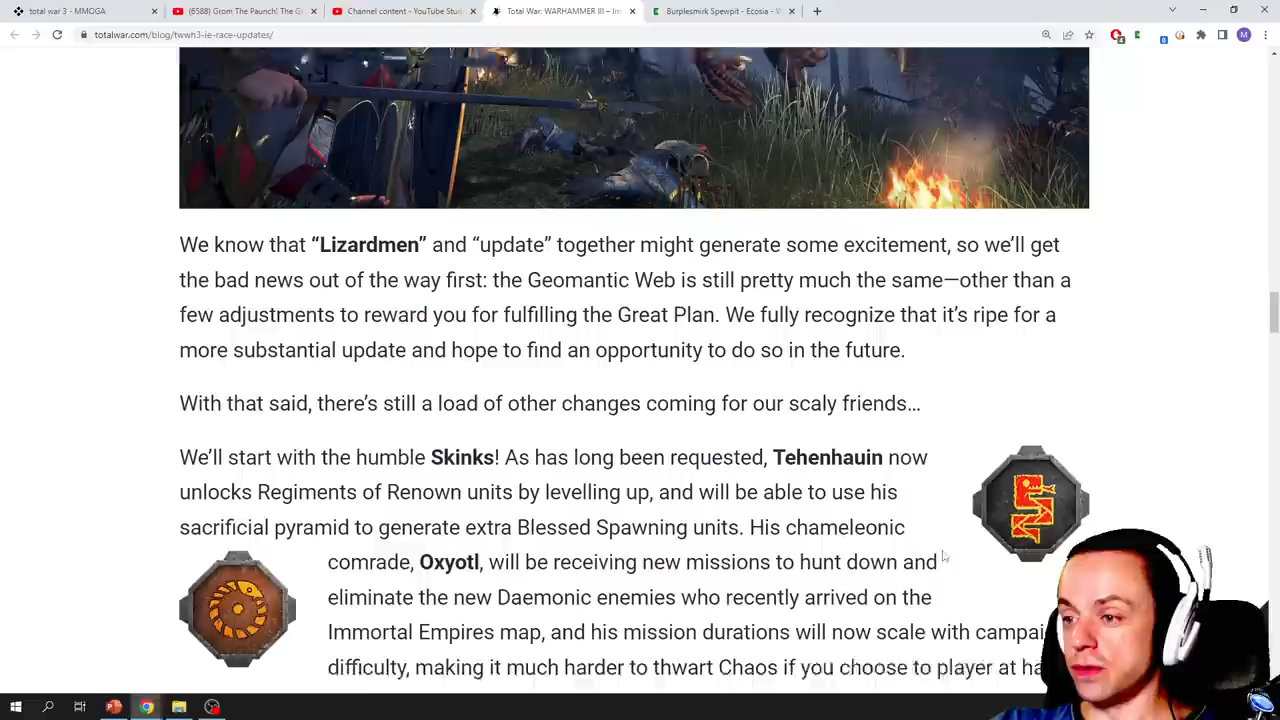 total war 3 - MMOGA
(6588) Grom The Paunch! The Gr
Channel content - YouTube Stud
Total War: WARHAMMER III – Im
Burplesmirk Spewpit - Ecosia - W
totalwar.com/blog/twwh3-ie-race-updates/
We know that “Lizardmen” and “update” together might generate some excitement, so we’ll get
the bad news out of the way first: the Geomantic Web is still pretty much the same—other than a
few adjustments to reward you for fulfilling the Great Plan. We fully recognize that it’s ripe for a
more substantial update and hope to find an opportunity to do so in the future.
With that said, there’s still a load of other changes coming for our scaly friends…
We’ll start with the humble Skinks! As has long been requested, Tehenhauin now
unlocks Regiments of Renown units by levelling up, and will be able to use his
sacrificial pyramid to generate extra Blessed Spawning units. His chameleonic
comrade, Oxyotl, will be receiving new missions to hunt down and
eliminate the new Daemonic enemies who recently arrived on the
Immortal Empires map, and his mission durations will now scale with campai
difficulty, making it much harder to thwart Chaos if you choose to player at ha